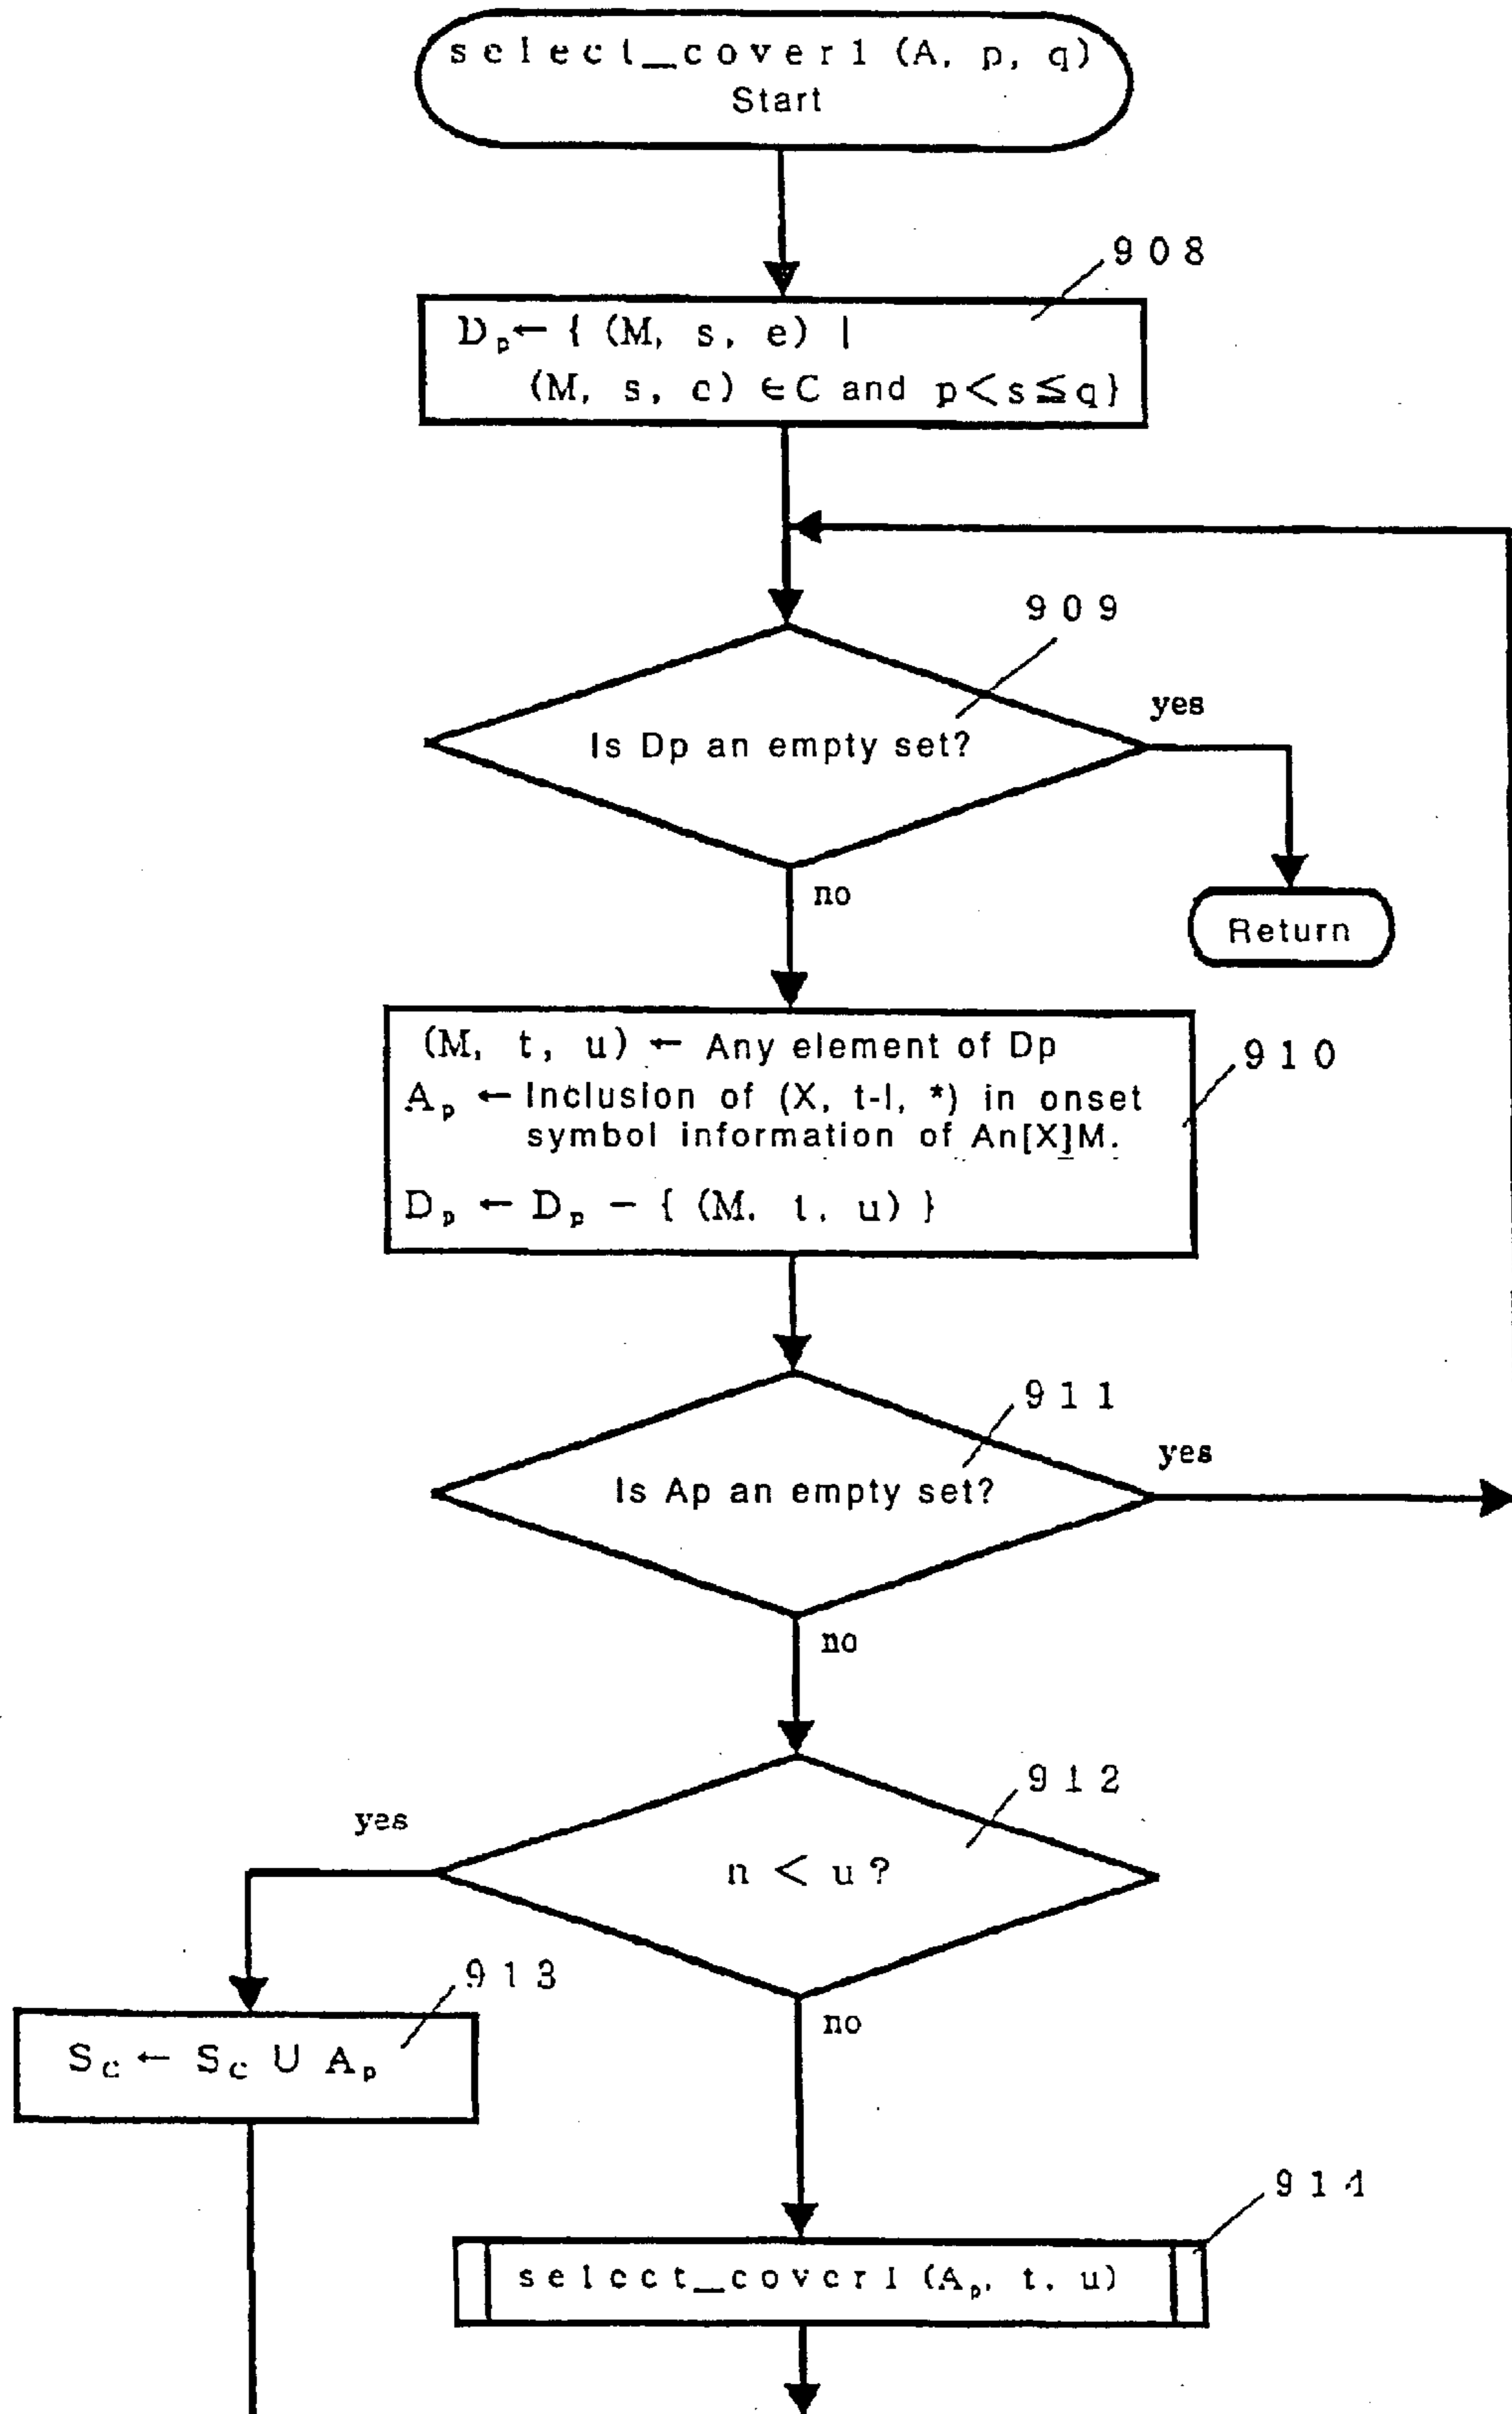 select_cover1 (A, p, q)
Start
908
Dp ← { (M, s, e) |
(M, s, e) ∈ C and p < s ≦ q}
909
Is Dp an empty set?
yes
no
Return
(M, t, u) ← Any element of Dp
910
Ap ← Inclusion of (X, t-1, *) in onset
symbol information of An[X]M.
Dp ← Dp − { (M, t, u) }
911
Is Ap an empty set?
yes
no
912
yes
n < u ?
no
913
Sc ← Sc ∪ Ap
914
select_cover1 (Ap, t, u)